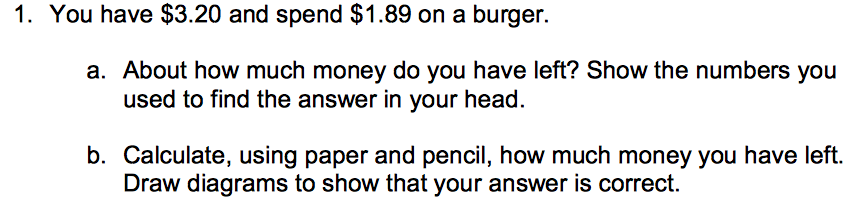 1. You have $3.20 and spend $1.89 on a burger.
a. About how much money do you have left? Show the numbers you
used to find the answer in your head.
b. Calculate, using paper and pencil, how much money you have left.
Draw diagrams to show that your answer is correct.